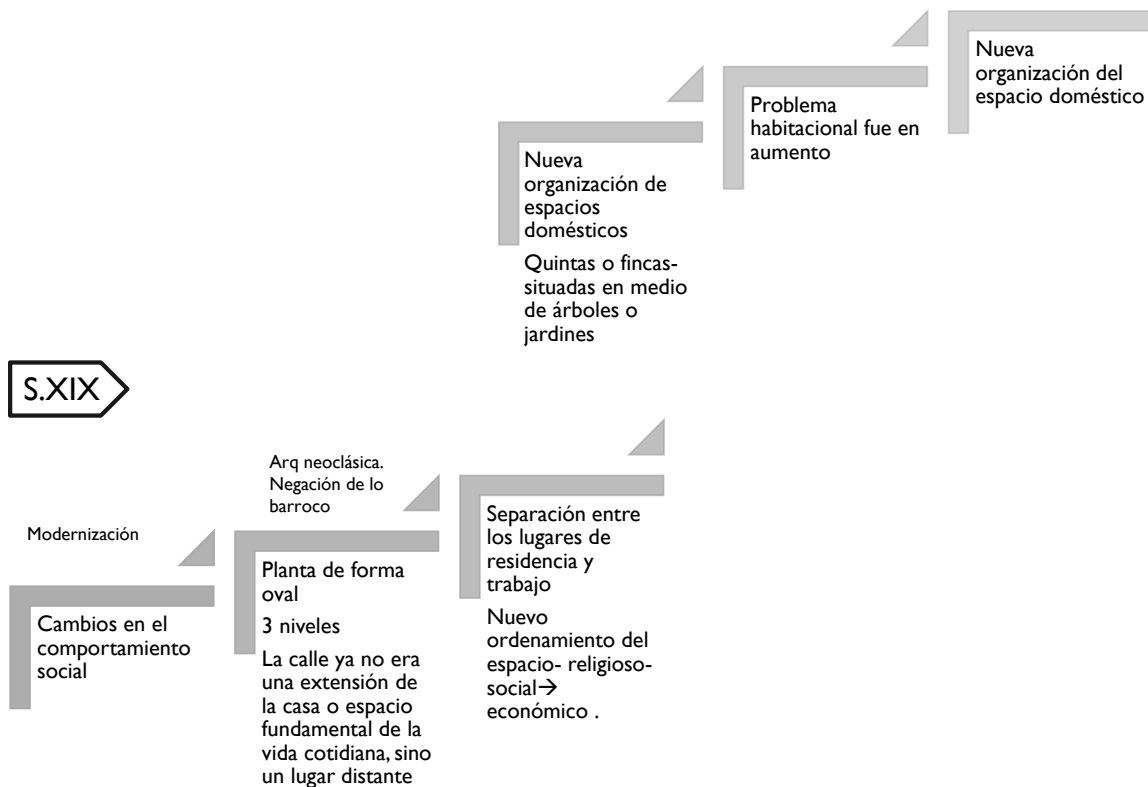 Nueva
organización del
espacio doméstico
Problema
habitacional fue en
aumento
Nueva
organización de
espacios
domésticos
Quintas o fincas-
situadas en medio
de árboles o
jardines
S.XIX
Modernización
Cambios en el
comportamiento
social
Arq neoclásica.
Negación de lo
barroco
Planta de forma
oval
3 niveles
La calle ya no era
una extensión de
la casa o espacio
fundamental de la
vida cotidiana, sino
un lugar distante
Separación entre
los lugares de
residencia y
trabajo
Nuevo
ordenamiento del
espacio- religioso-
social→
económico .